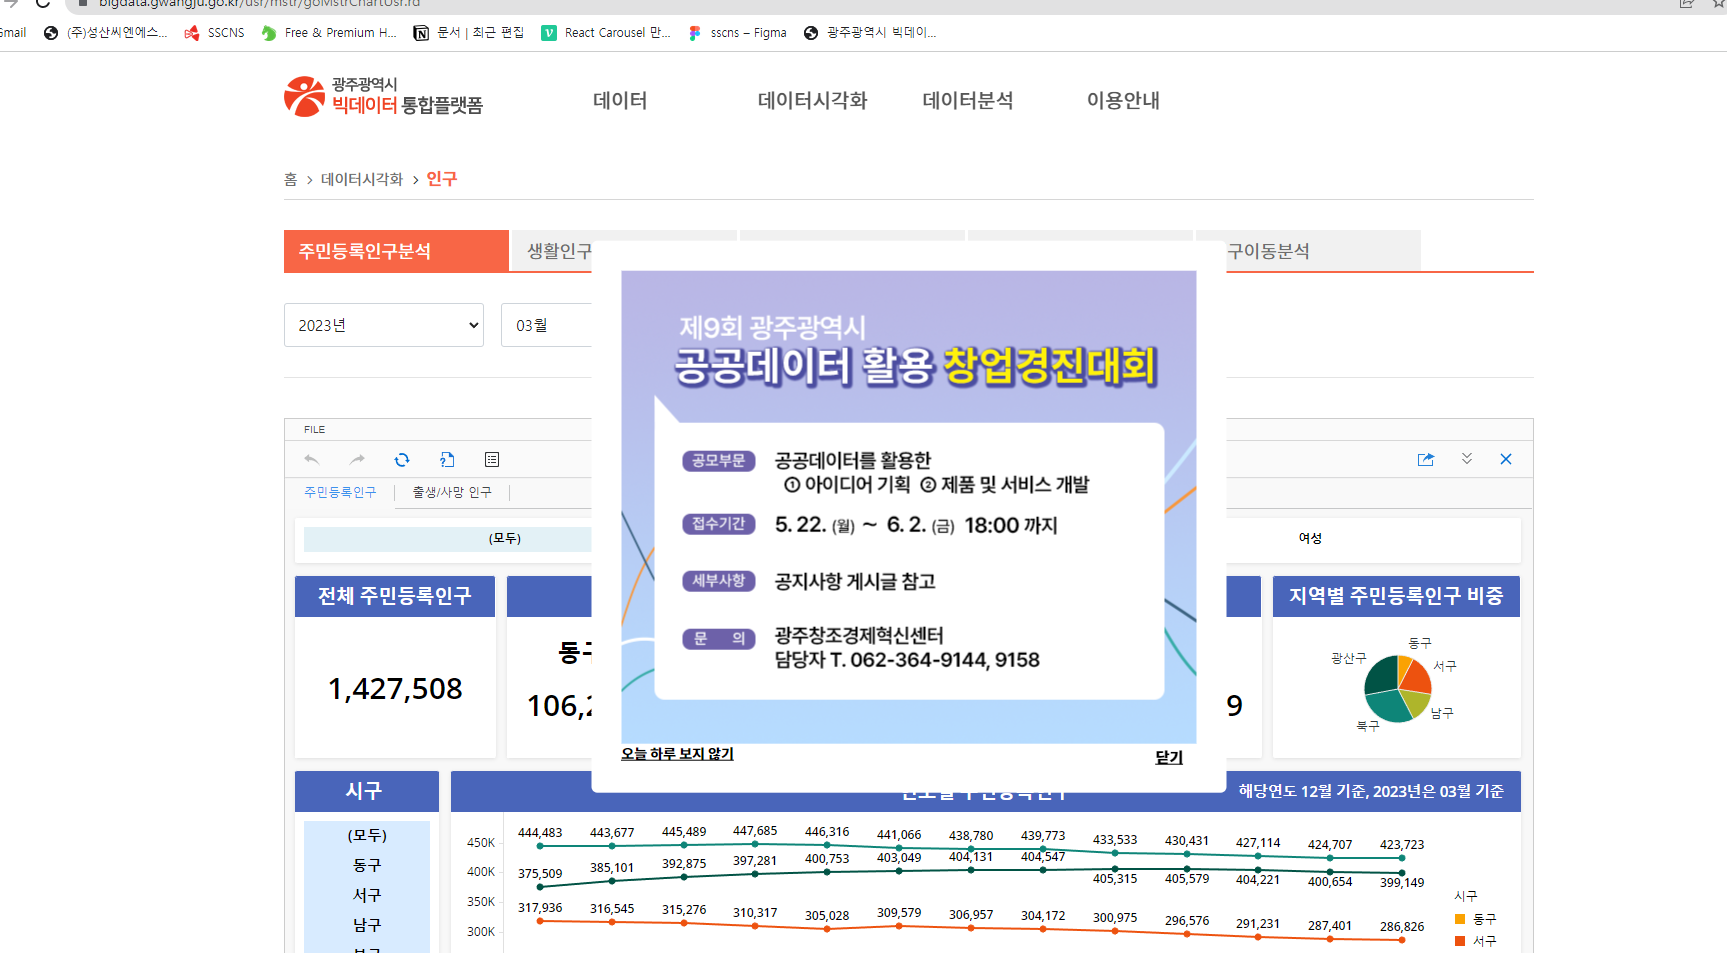 bigdata.gwangju.go.kr/usr/mstr/goMstrChartUsr.rd
Gmail
(주)성산씨엔에스...
SSCNS
Free & Premium H...
문서 | 최근 편집
React Carousel 만...
sscns – Figma
광주광역시 빅데이...
광주광역시
빅데이터 통합플랫폼
데이터
데이터시각화
데이터분석
이용안내
홈 > 데이터시각화 > 인구
주민등록인구분석
생활인구
구이동분석
2023년
03월
제9회 광주광역시
공공데이터 활용 창업경진대회
공모부문
공공데이터를 활용한
① 아이디어 기획 ② 제품 및 서비스 개발
접수기간
5. 22. (월) ~ 6. 2. (금) 18:00 까지
세부사항
공지사항 게시글 참고
문 의
광주창조경제혁신센터
담당자 T. 062-364-9144, 9158
오늘 하루 보지 않기
닫기
FILE
주민등록인구
출생/사망 인구
(모두)
여성
전체 주민등록인구
1,427,508
동구
106,2
9
지역별 주민등록인구 비중
동구
광산구
서구
남구
북구
시구
(모두)
동구
서구
남구
북구
연도별 주민등록인구
해당연도 12월 기준, 2023년은 03월 기준
450K
400K
350K
300K
444,483 443,677 445,489 447,685 446,316 441,066 438,780 439,773 433,533 430,431 427,114 424,707 423,723
375,509 385,101 392,875 397,281 400,753 403,049 404,131 404,547 405,315 405,579 404,221 400,654 399,149
317,936 316,545 315,276 310,317 305,028 309,579 306,957 304,172 300,975 296,576 291,231 287,401 286,826
시구
동구
서구